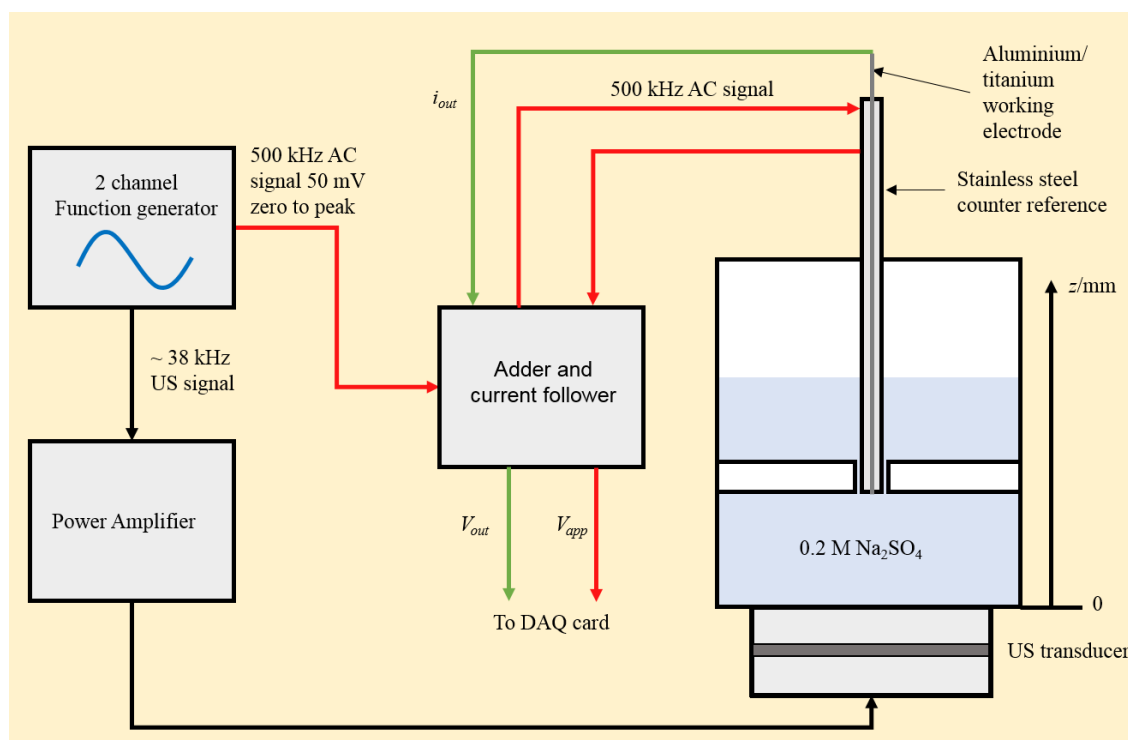 2 channel
Function generator
500 kHz AC
signal 50 mV
zero to peak
i_out
500 kHz AC signal
Aluminium/
titanium
working
electrode
Stainless steel
counter reference
z/mm
~ 38 kHz
US signal
Adder and
current follower
Power Amplifier
V_out
V_app
To DAQ card
0.2 M Na₂SO₄
0
US transducer